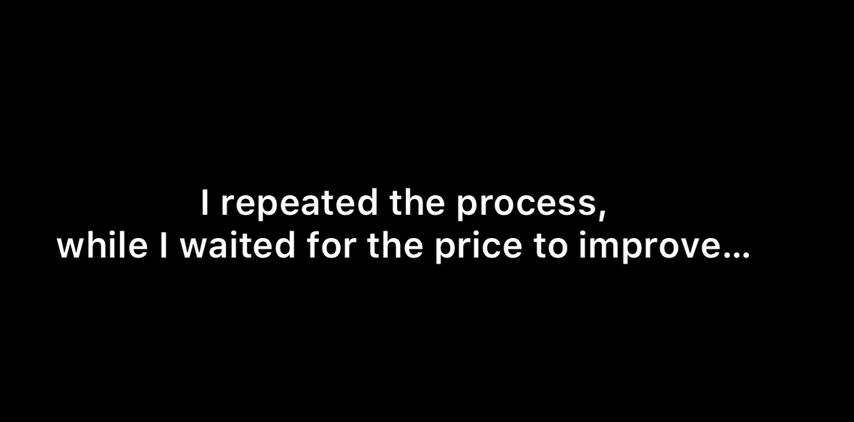 I repeated the process,
while I waited for the price to improve...